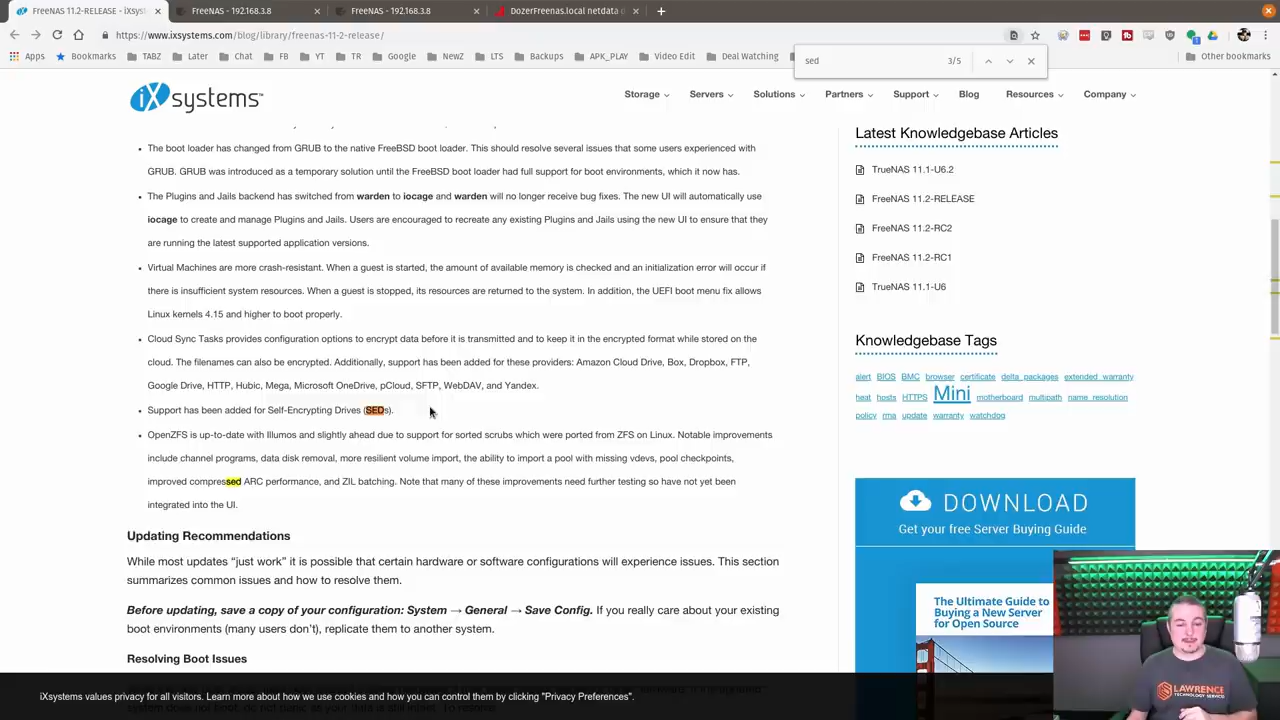 FreeNAS 11.2-RELEASE - iXsyst
FreeNAS - 192.168.3.8
FreeNAS - 192.168.3.8
DozerFreenas.local netdata d
https://www.ixsystems.com/blog/library/freenas-11-2-release/
Apps
Bookmarks
TABZ
Later
Chat
FB
YT
TR
Google
NewZ
LTS
Backups
APK_PLAY
Video Edit
Deal Watching
Other bookmarks
sed
3/5
iXsystems
Storage
Servers
Solutions
Partners
Support
Blog
Resources
Company
The boot loader has changed from GRUB to the native FreeBSD boot loader. This should resolve several issues that some users experienced with
GRUB. GRUB was introduced as a temporary solution until the FreeBSD boot loader had full support for boot environments, which it now has.
The Plugins and Jails backend has switched from warden to iocage and warden will no longer receive bug fixes. The new UI will automatically use
iocage to create and manage Plugins and Jails. Users are encouraged to recreate any existing Plugins and Jails using the new UI to ensure that they
are running the latest supported application versions.
Virtual Machines are more crash-resistant. When a guest is started, the amount of available memory is checked and an initialization error will occur if
there is insufficient system resources. When a guest is stopped, its resources are returned to the system. In addition, the UEFI boot menu fix allows
Linux kernels 4.15 and higher to boot properly.
Cloud Sync Tasks provides configuration options to encrypt data before it is transmitted and to keep it in the encrypted format while stored on the
cloud. The filenames can also be encrypted. Additionally, support has been added for these providers: Amazon Cloud Drive, Box, Dropbox, FTP,
Google Drive, HTTP, Hubic, Mega, Microsoft OneDrive, pCloud, SFTP, WebDAV, and Yandex.
Support has been added for Self-Encrypting Drives (SEDs).
OpenZFS is up-to-date with Illumos and slightly ahead due to support for sorted scrubs which were ported from ZFS on Linux. Notable improvements
include channel programs, data disk removal, more resilient volume import, the ability to import a pool with missing vdevs, pool checkpoints,
improved compressed ARC performance, and ZIL batching. Note that many of these improvements need further testing so have not yet been
integrated into the UI.
Updating Recommendations
While most updates “just work” it is possible that certain hardware or software configurations will experience issues. This section
summarizes common issues and how to resolve them.
Before updating, save a copy of your configuration: System → General → Save Config. If you really care about your existing
boot environments (many users don’t), replicate them to another system.
Resolving Boot Issues
Latest Knowledgebase Articles
TrueNAS 11.1-U6.2
FreeNAS 11.2-RELEASE
FreeNAS 11.2-RC2
FreeNAS 11.2-RC1
TrueNAS 11.1-U6
Knowledgebase Tags
alert BIOS BMC browser certificate delta_packages extended_warranty
heat hosts HTTPS Mini motherboard multipath name_resolution
policy rma update warranty watchdog
DOWNLOAD
Get your free Server Buying Guide
The Ultimate Guide to
Buying a New Server
for Open Source
iXsystems values privacy for all visitors. Learn more about how we use cookies and how you can control them by clicking "Privacy Preferences".
LAWRENCE
TECHNOLOGY SERVICES